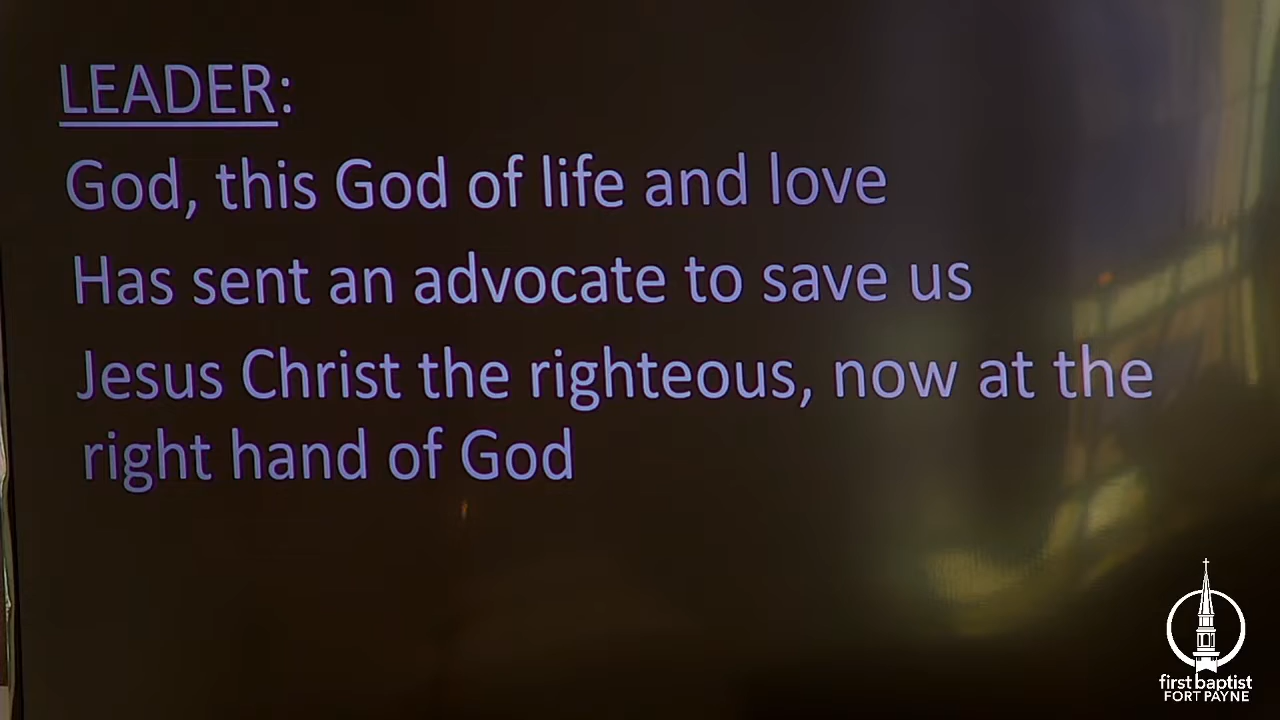 LEADER:
God, this God of life and love
Has sent an advocate to save us
Jesus Christ the righteous, now at the
right hand of God
first baptist
FORT PAYNE